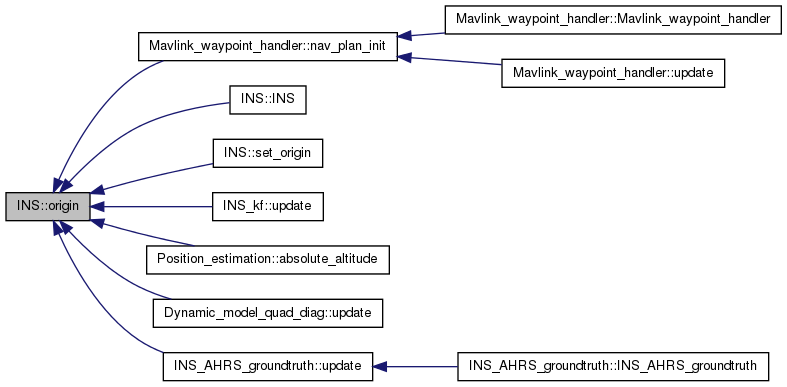 Mavlink_waypoint_handler::Mavlink_waypoint_handler
Mavlink_waypoint_handler::nav_plan_init
Mavlink_waypoint_handler::update
INS::INS
INS::set_origin
INS::origin
INS_kf::update
Position_estimation::absolute_altitude
Dynamic_model_quad_diag::update
INS_AHRS_groundtruth::update
INS_AHRS_groundtruth::INS_AHRS_groundtruth